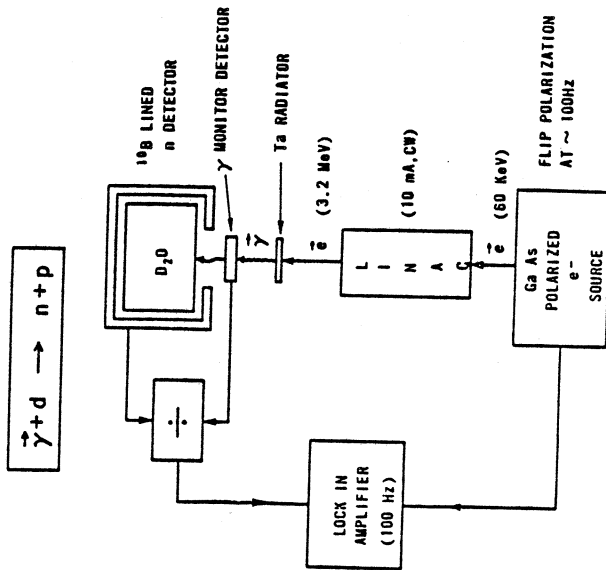 γ⃗+d → n+p
¹⁰B LINED
n DETECTOR
D₂O
γ MONITOR DETECTOR
γ⃗
Ta RADIATOR
÷
e⃗
(3.2 MeV)
L I N A C
(10 mA,CW)
LOCK IN
AMPLIFIER
(100 Hz)
e⃗
(60 KeV)
Ga As
POLARIZED
e⁻
SOURCE
FLIP POLARIZATION
AT ~ 100Hz